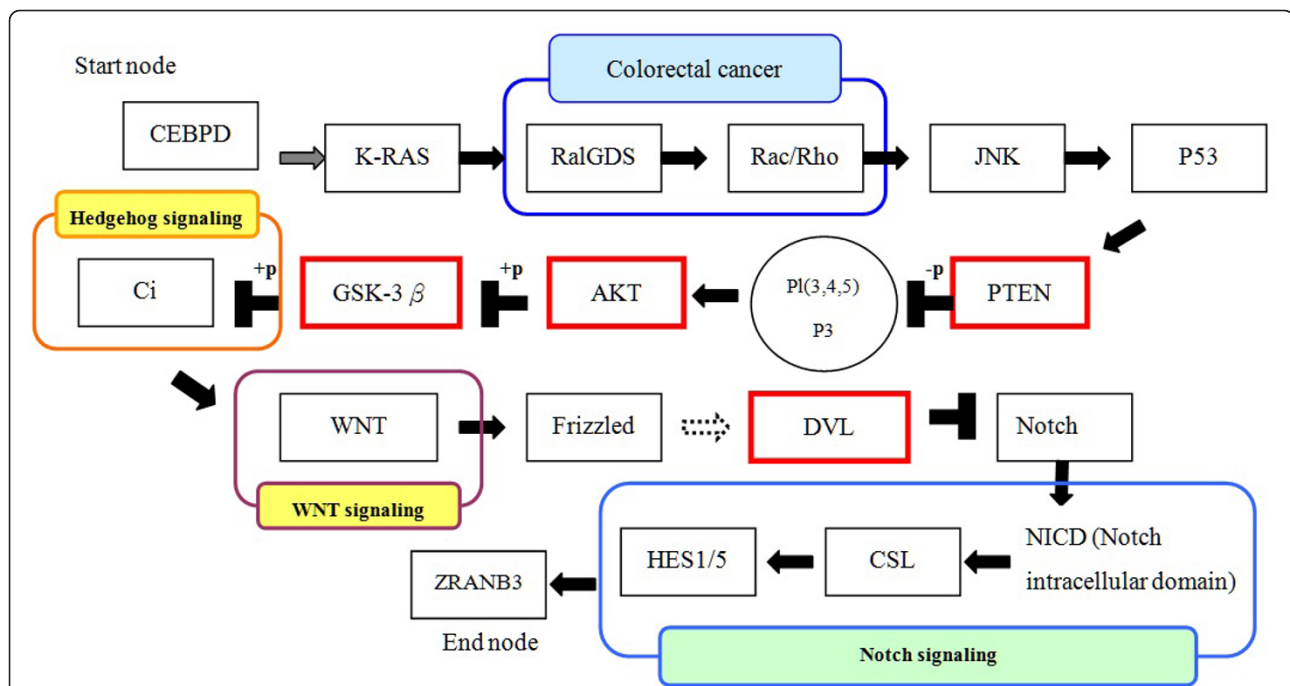 Start node
Colorectal cancer
CEBPD
K-RAS
RalGDS
Rac/Rho
JNK
P53
Hedgehog signaling
Ci
+p
GSK-3 β
+p
AKT
PI(3,4,5)
P3
-p
PTEN
WNT
Frizzled
DVL
Notch
WNT signaling
NICD (Notch
intracellular domain)
CSL
HES1/5
ZRANB3
End node
Notch signaling